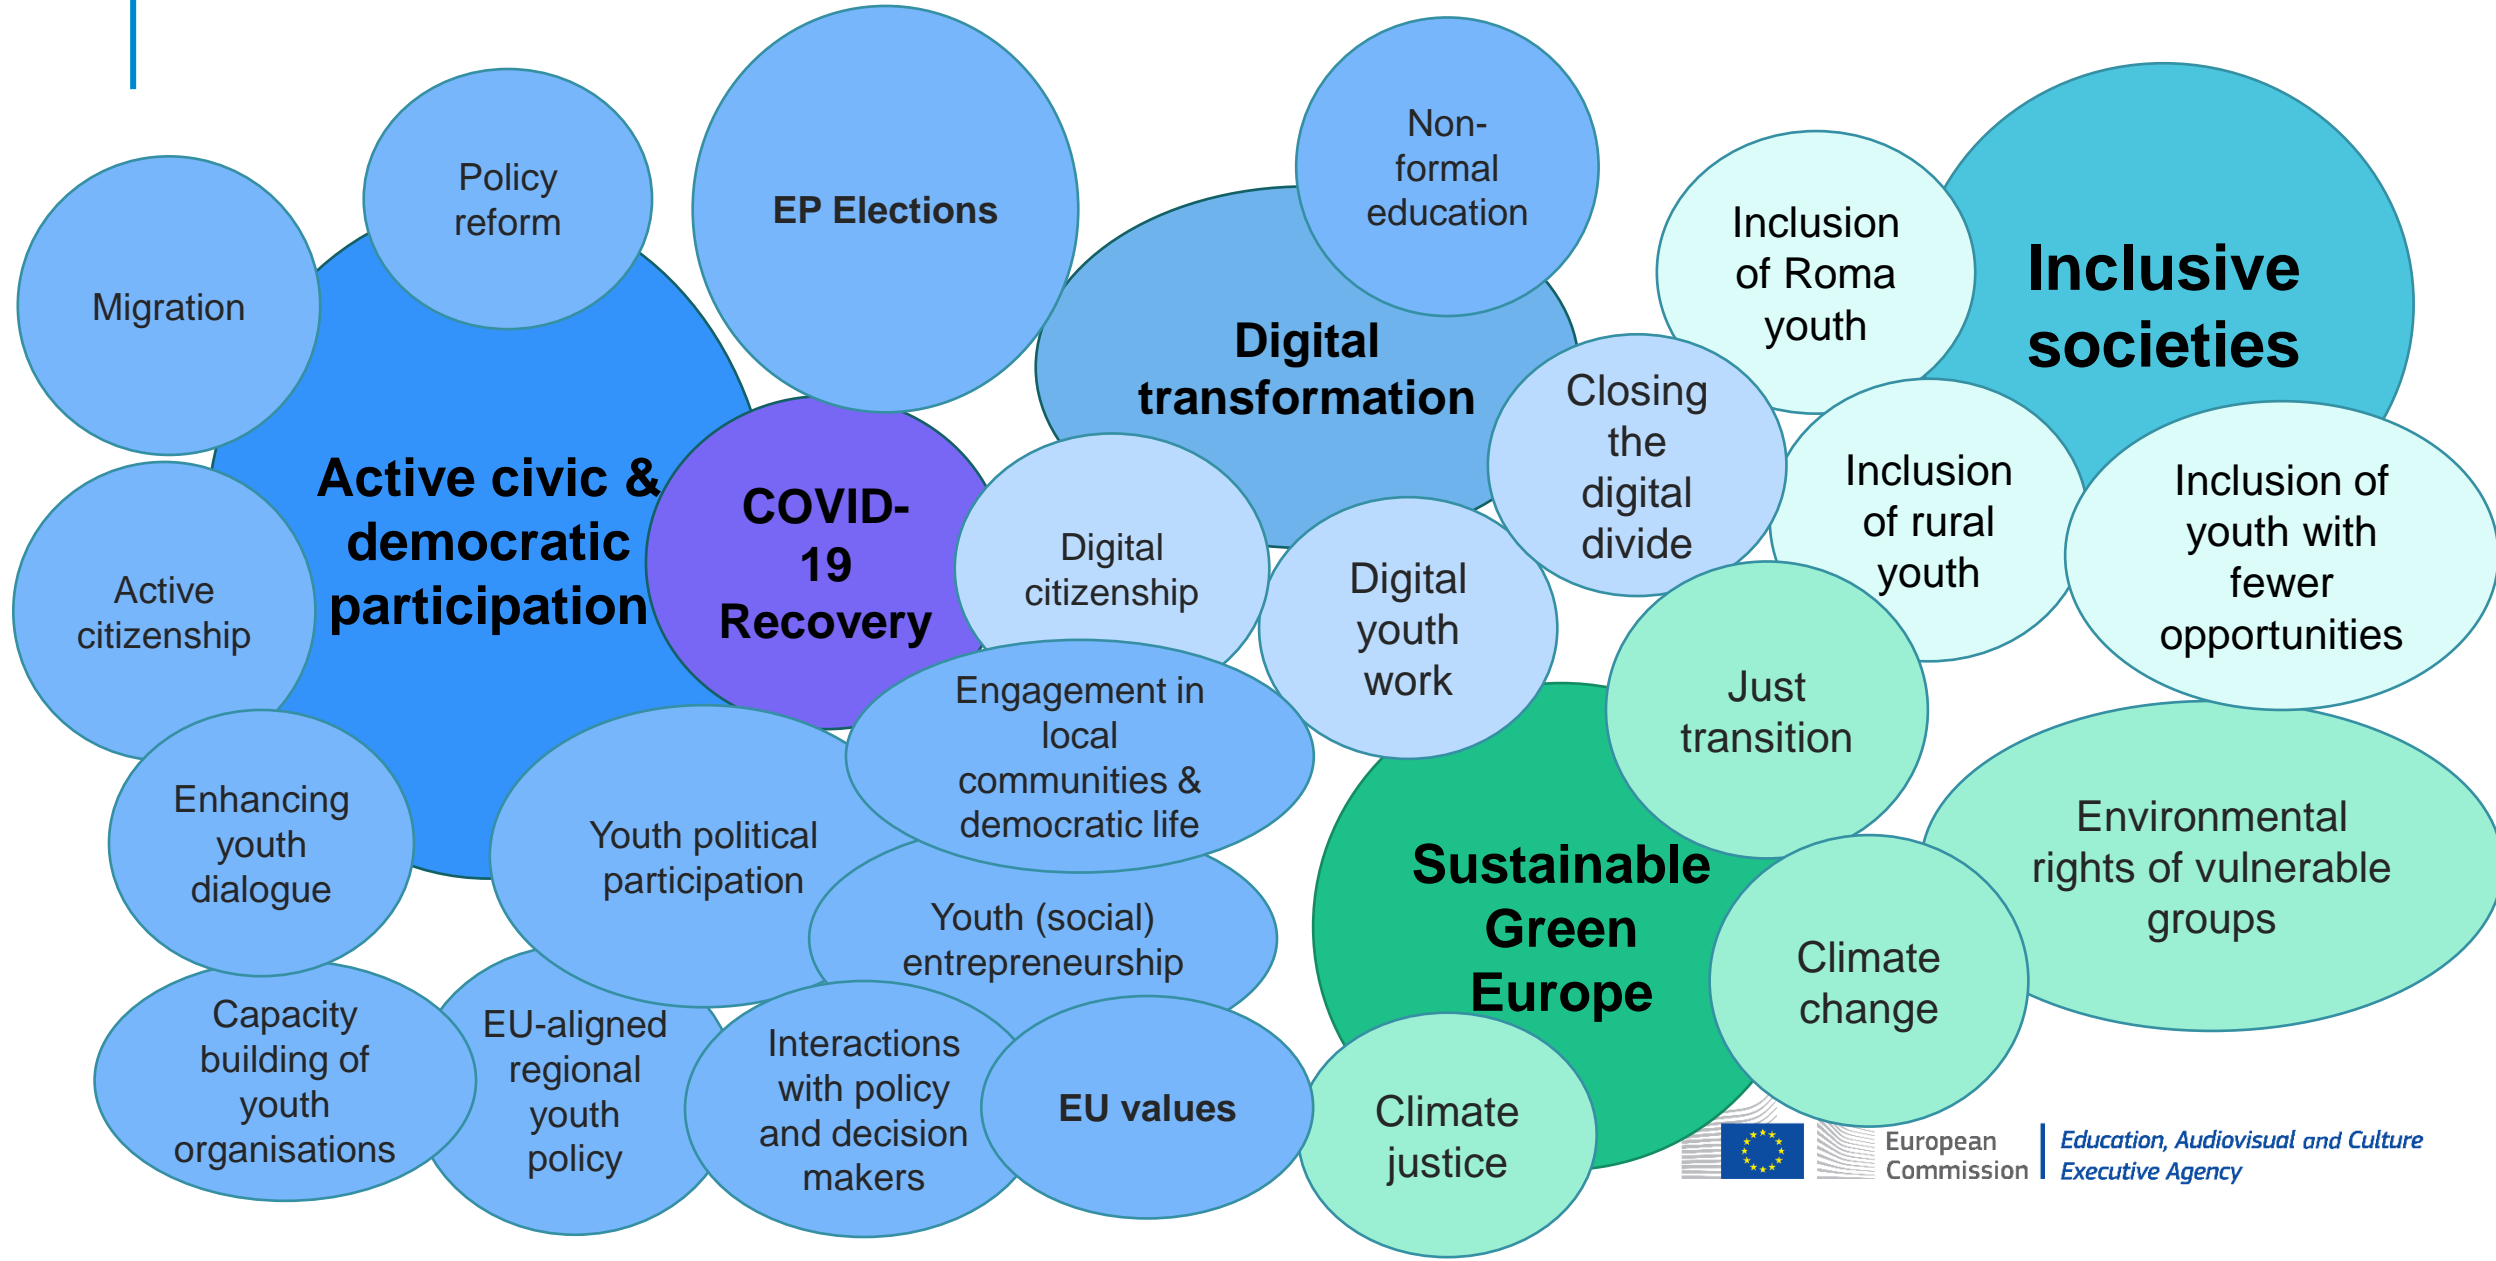 Policy
reform
EP Elections
Non-
formal
education
Migration
Inclusion
of Roma
youth
Inclusive
societies
Digital
transformation
Closing
the
digital
divide
Active civic &
democratic
participation
COVID-
19
Recovery
Inclusion
of rural
youth
Inclusion of
youth with
fewer
opportunities
Active
citizenship
Digital
citizenship
Digital
youth
work
Engagement in
local
communities &
democratic life
Just
transition
Enhancing
youth
dialogue
Youth political
participation
Youth (social)
entrepreneurship
Sustainable
Green
Europe
Environmental
rights of vulnerable
groups
Climate
change
Capacity
building of
youth
organisations
EU-aligned
regional
youth
policy
Interactions
with policy
and decision
makers
EU values
Climate
justice
European
Commission
Education, Audiovisual and Culture
Executive Agency